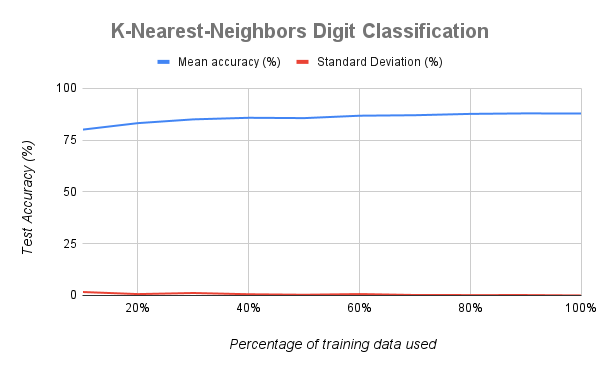 K-Nearest-Neighbors Digit Classification
Mean accuracy (%) Standard Deviation (%)
100
75
50
25
0
Test Accuracy (%)
20% 40% 60% 80% 100%
Percentage of training data used